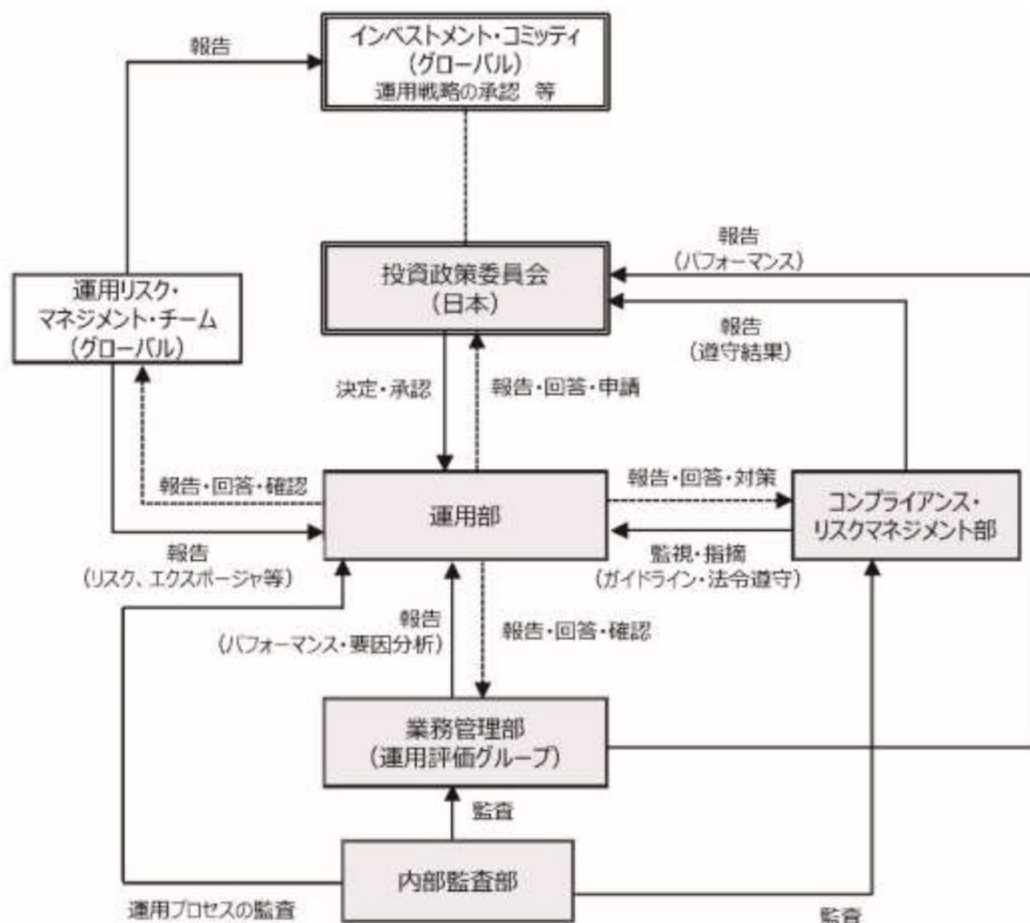 報告
インベストメント・コミッティ
(グローバル)
運用戦略の承認 等
報告
(パフォーマンス)
投資政策委員会
(日本)
運用リスク・
マネジメント・チーム
(グローバル)
報告
(遵守結果)
決定・承認
報告・回答・申請
報告・回答・確認
運用部
報告・回答・対策
コンプライアンス・
リスクマネジメント部
報告
(リスク、エクスポージャ等)
監視・指摘
(ガイドライン・法令遵守)
報告
(パフォーマンス・要因分析)
報告・回答・確認
業務管理部
(運用評価グループ)
監査
内部監査部
運用プロセスの監査
監査